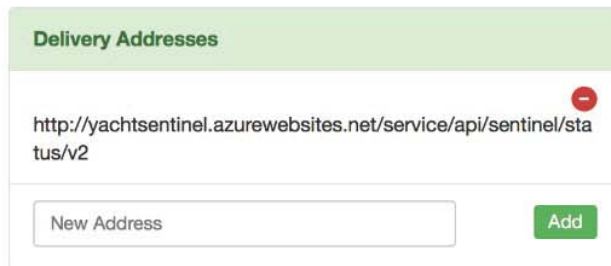 Delivery Addresses
http://yachtsentinel.azurewebsites.net/service/api/sentinel/sta
tus/v2
New Address
Add